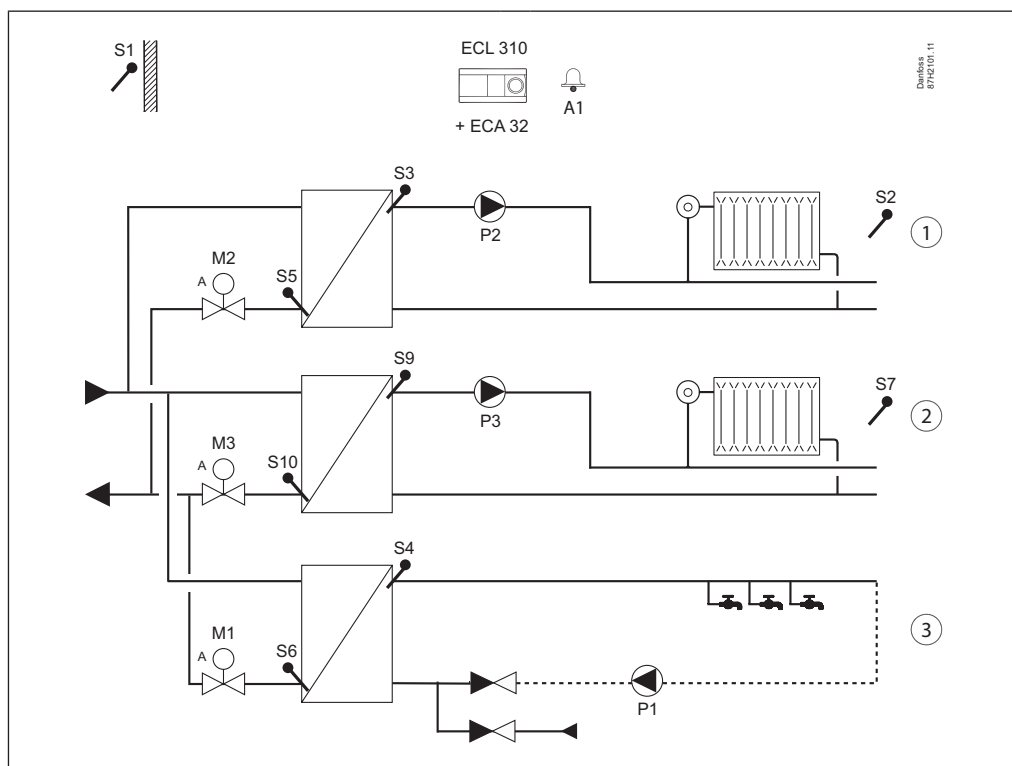 S1
ECL 310
+ ECA 32
A1
Danfoss
87H2101.11
S3
P2
S2
1
M2
A
S5
S9
P3
S7
2
M3
A
S10
S4
M1
A
S6
P1
3